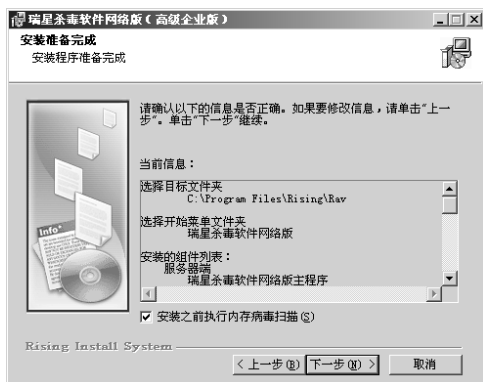 瑞星杀毒软件网络版(高级企业版)
安装准备完成
安装程序准备完成
请确认以下的信息是否正确。如果要修改信息,请单击“上一
步”。单击“下一步”继续。
当前信息:
选择目标文件夹
C:\Program Files\Rising\Rav
选择开始菜单文件夹
瑞星杀毒软件网络版
安装的组件列表:
服务器端
瑞星杀毒软件网络版主程序
Info
安装之前执行内存病毒扫描(S)
Rising Install System
< 上一步(B) 下一步(N) > 取消